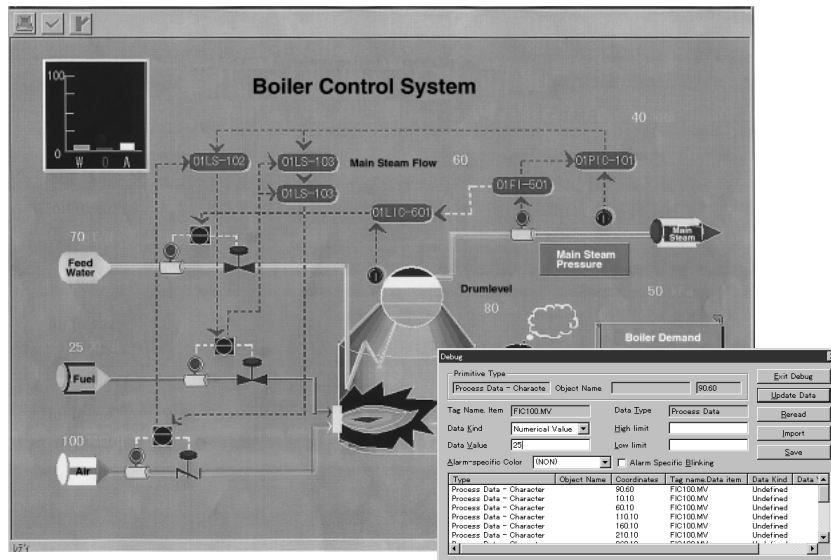 100
0
W O A
Boiler Control System
40
01LS-102
01LS-103
Main Steam Flow
60
01PIC-101
01LS-103
01FI-501
01LIC-601
70
Feed
Water
Main
Steam
Main Steam
Pressure
Drumlevel
80
50
Boiler Demand
25
Fuel
100
Air
レディ
Debug
Primitive Type
Process Data - Characte
Object Name
90.60
Exit Debug
Update Data
Reread
Import
Save
Tag Name. Item
FIC100.MV
Data Type
Process Data
Data Kind
Numerical Value
High limit
Data Value
25
Low limit
Alarm-specific Color
(NON)
Alarm Specific Blinking
Type Object Name Coordinates Tag name.Data item Data Kind Data
Process Data - Character 90.60 FIC100.MV Undefined
Process Data - Character 10.10 FIC100.MV Undefined
Process Data - Character 60.10 FIC100.MV Undefined
Process Data - Character 110.10 FIC100.MV Undefined
Process Data - Character 160.10 FIC100.MV Undefined
Process Data - Character 210.10 FIC100.MV Undefined